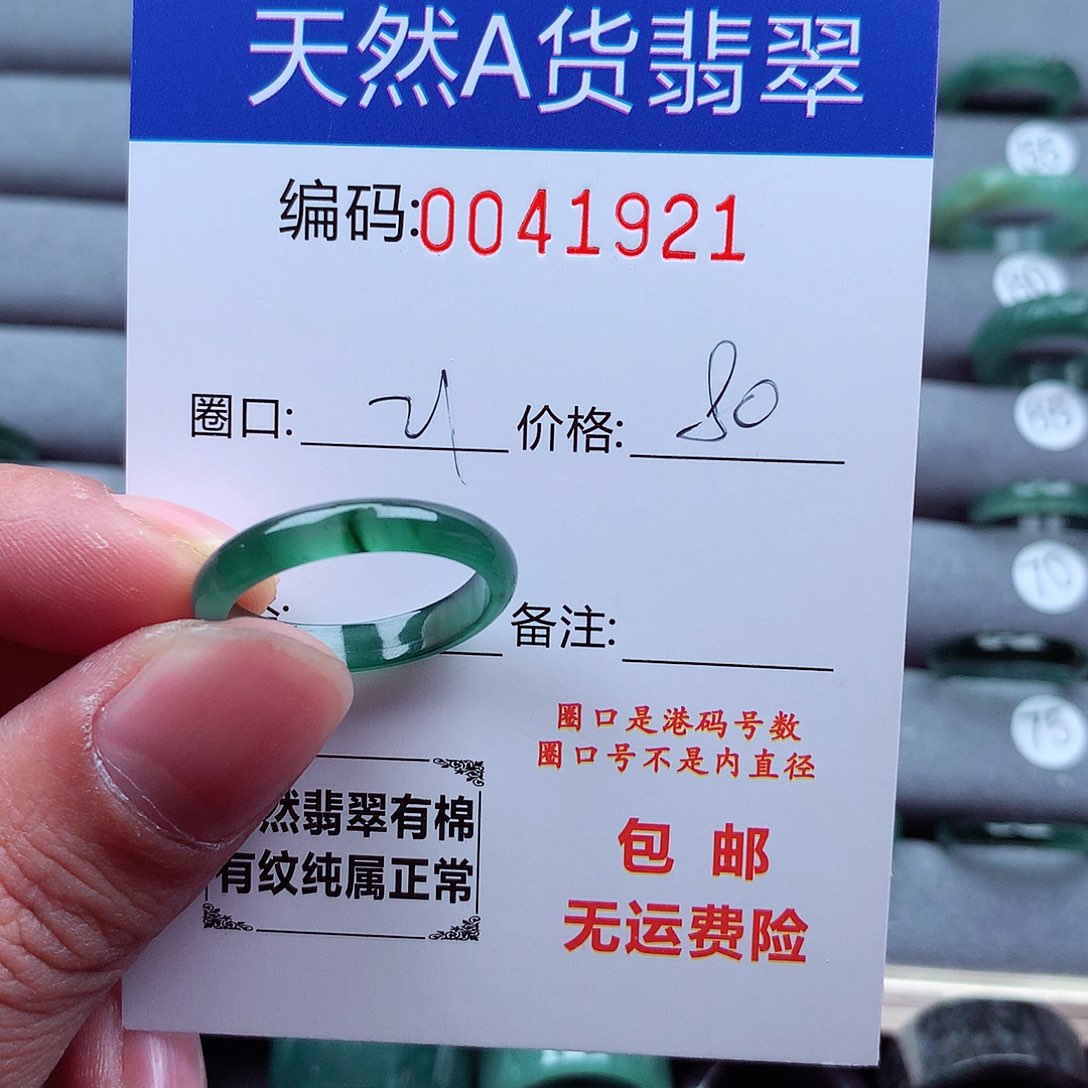 天然A货翡翠
编码:0041921
圈口: 21 价格: 80
备注:
圈口是港码号数
圈口号不是内直径
然翡翠有棉
有纹纯属正常
包 邮
无运费险
55
60
65
70
75